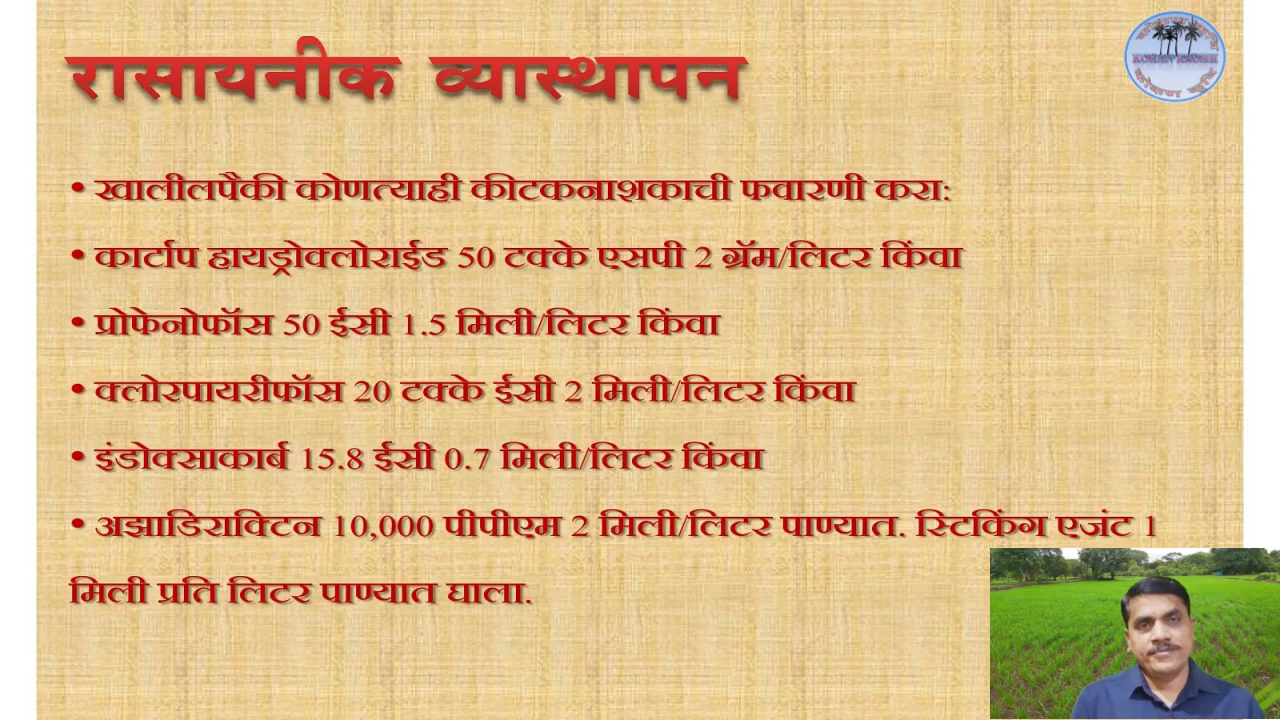 रासायनीक व्यास्थापन
• खालीलपैकी कोणत्याही कीटकनाशकाची फवारणी करा:
• कार्टाप हायड्रोक्लोराईड 50 टक्के एसपी 2 ग्रॅम/लिटर किंवा
• प्रोफेनोफॉस 50 ईसी 1.5 मिली/लिटर किंवा
• क्लोरपायरीफॉस 20 टक्के ईसी 2 मिली/लिटर किंवा
• इंडोक्साकार्ब 15.8 ईसी 0.7 मिली/लिटर किंवा
• अझाडिराक्टिन 10,000 पीपीएम 2 मिली/लिटर पाण्यात. स्टिकिंग एजंट 1
मिली प्रति लिटर पाण्यात घाला.